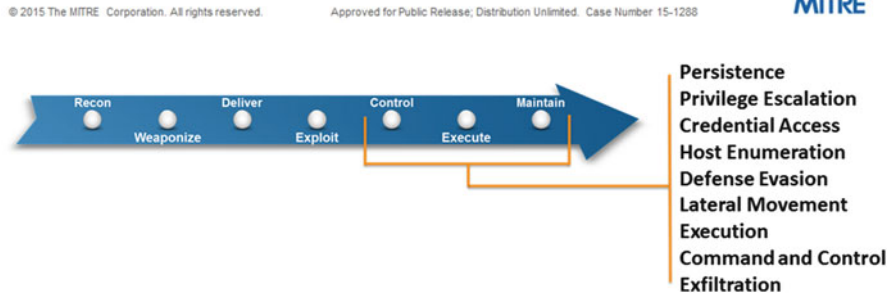 © 2015 The MITRE Corporation. All rights reserved.
Approved for Public Release; Distribution Unlimited. Case Number 15-1288
MITRE
Recon
Weaponize
Deliver
Exploit
Control
Execute
Maintain
Persistence
Privilege Escalation
Credential Access
Host Enumeration
Defense Evasion
Lateral Movement
Execution
Command and Control
Exfiltration